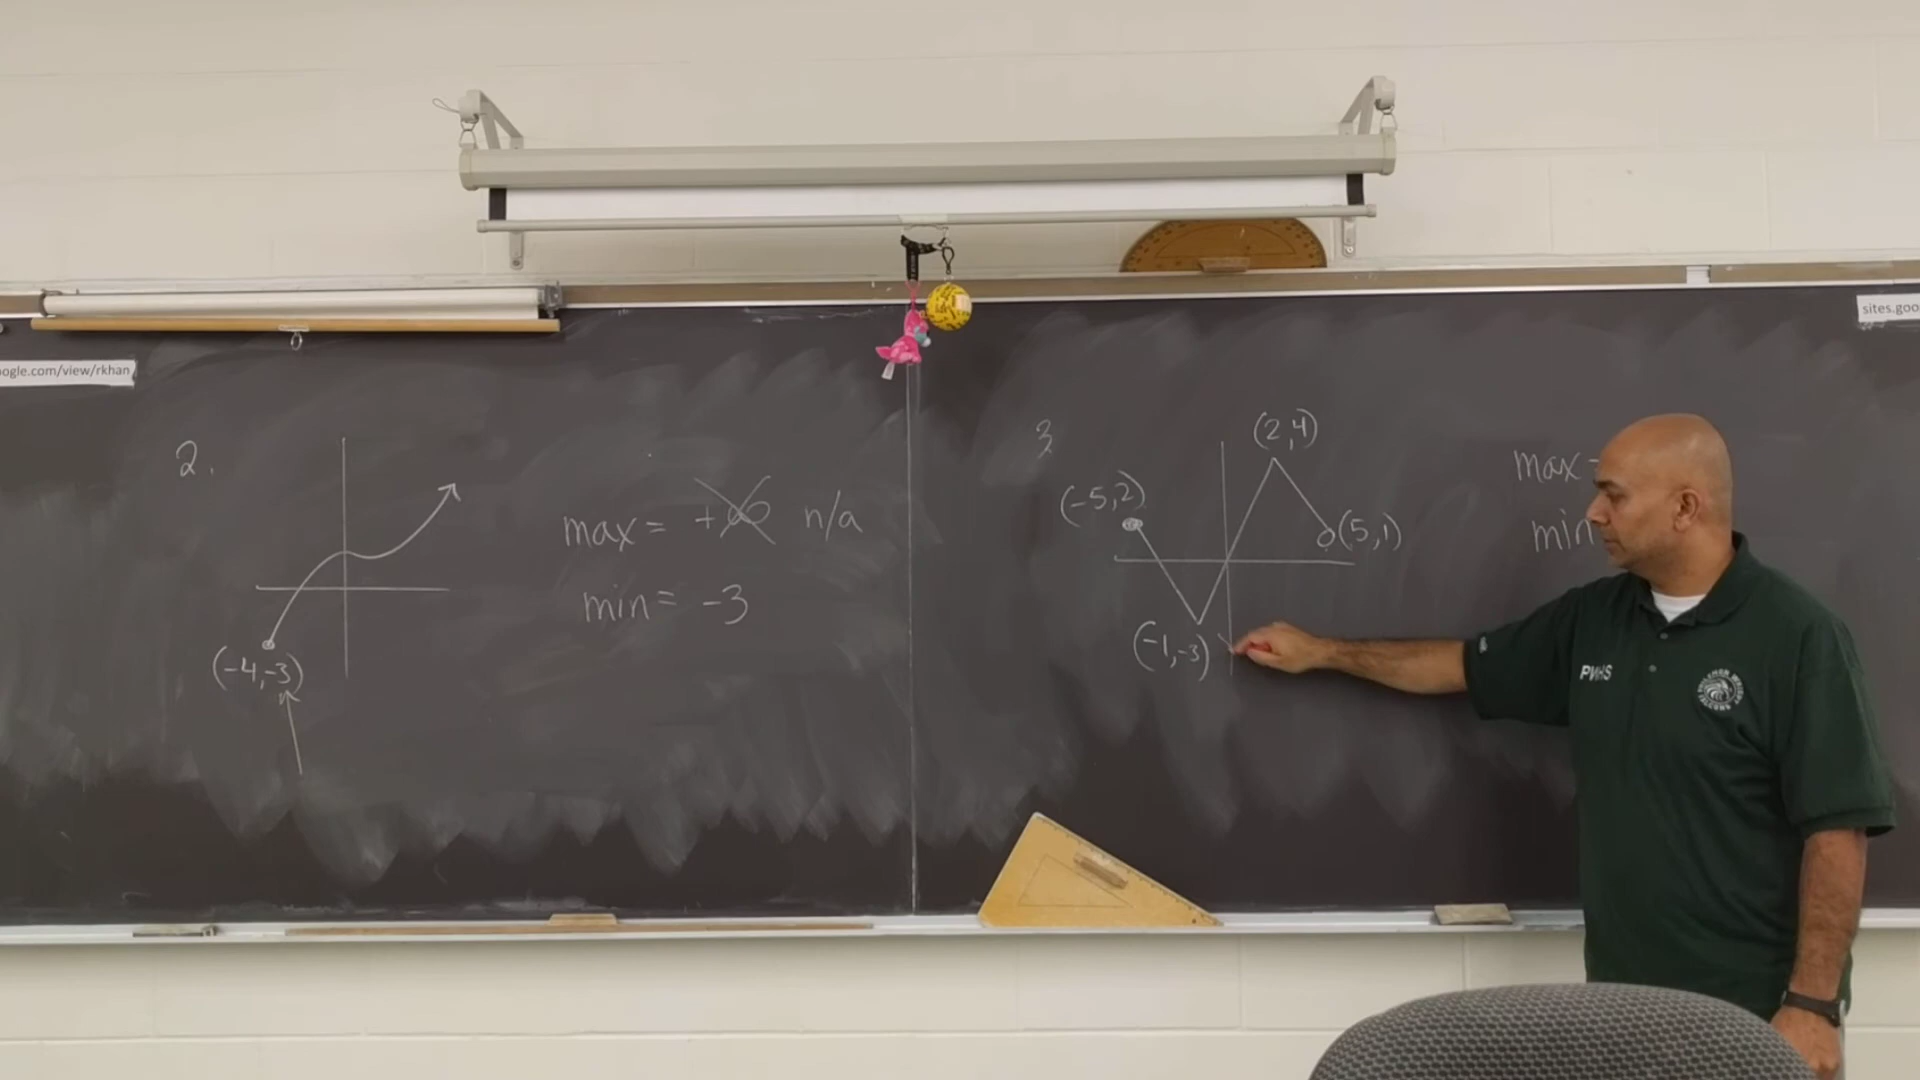 sites.goo
oogle.com/view/rkhan
2.
max = +∞ n/a
min = -3
(-4,-3)
3
(2,4)
(-5,2)
(5,1)
(-1,-3)
max
min
PWHS